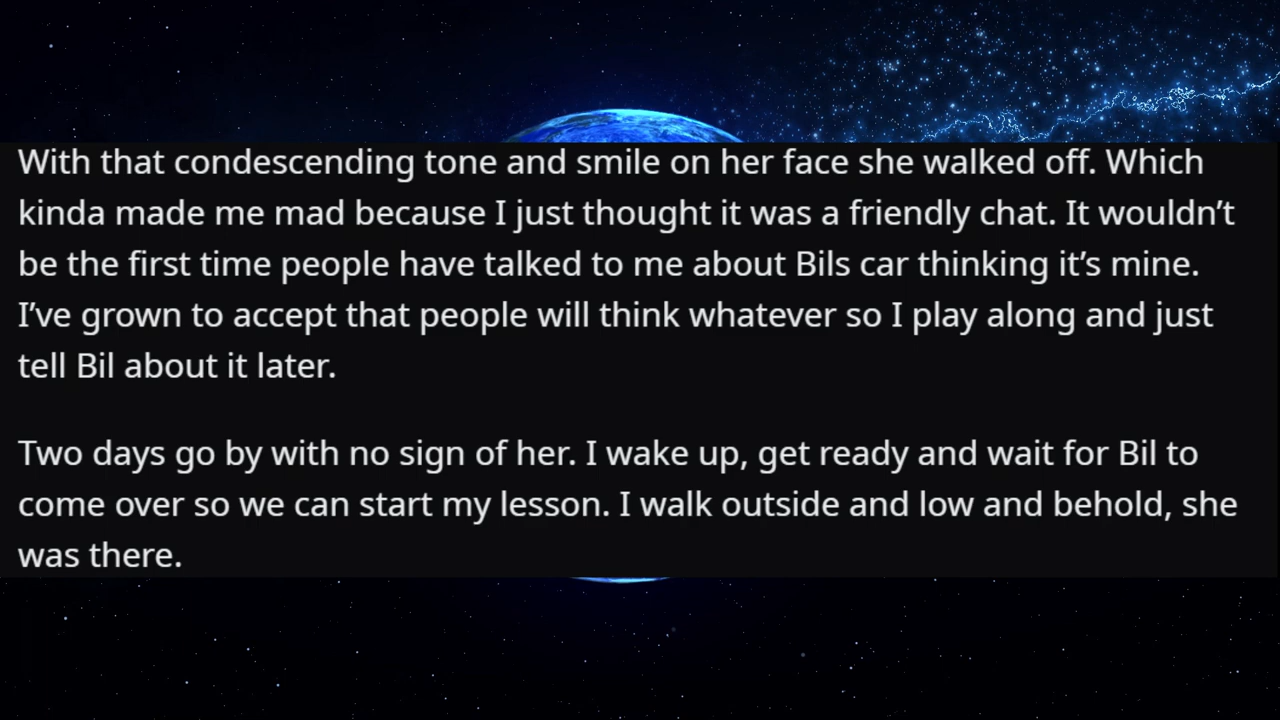 With that condescending tone and smile on her face she walked off. Which
kinda made me mad because I just thought it was a friendly chat. It wouldn’t
be the first time people have talked to me about Bils car thinking it’s mine.
I’ve grown to accept that people will think whatever so I play along and just
tell Bil about it later.
Two days go by with no sign of her. I wake up, get ready and wait for Bil to
come over so we can start my lesson. I walk outside and low and behold, she
was there.